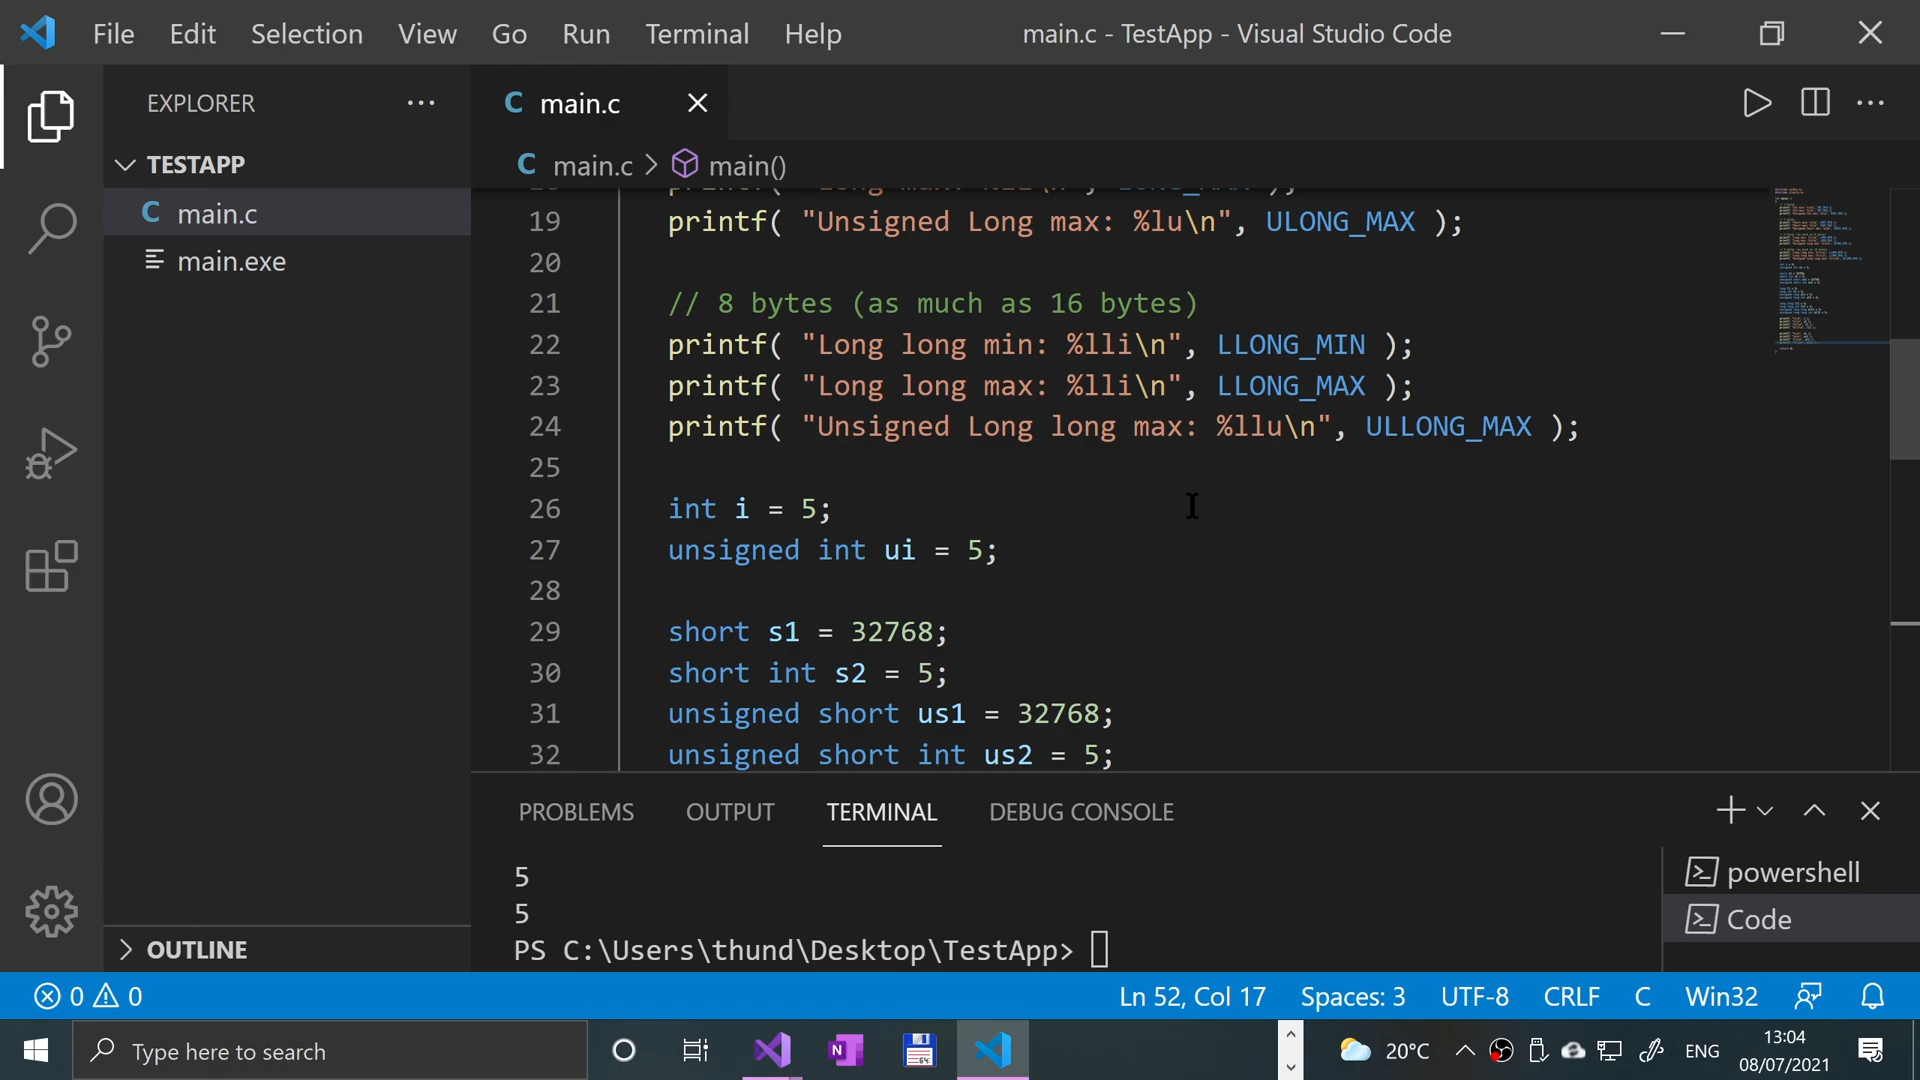 File Edit Selection View Go Run Terminal Help main.c - TestApp - Visual Studio Code
EXPLORER
C main.c
TESTAPP
C main.c > main()
C main.c
main.exe
19 printf( "Unsigned Long max: %lu\n", ULONG_MAX );
20
21 // 8 bytes (as much as 16 bytes)
22 printf( "Long long min: %lli\n", LLONG_MIN );
23 printf( "Long long max: %lli\n", LLONG_MAX );
24 printf( "Unsigned Long long max: %llu\n", ULLONG_MAX );
25
26 int i = 5;
27 unsigned int ui = 5;
28
29 short s1 = 32768;
30 short int s2 = 5;
31 unsigned short us1 = 32768;
32 unsigned short int us2 = 5;
PROBLEMS OUTPUT TERMINAL DEBUG CONSOLE
5
5
PS C:\Users\thund\Desktop\TestApp>
powershell
Code
OUTLINE
0 0 Ln 52, Col 17 Spaces: 3 UTF-8 CRLF C Win32
Type here to search
N
64
20°C ENG
13:04
08/07/2021